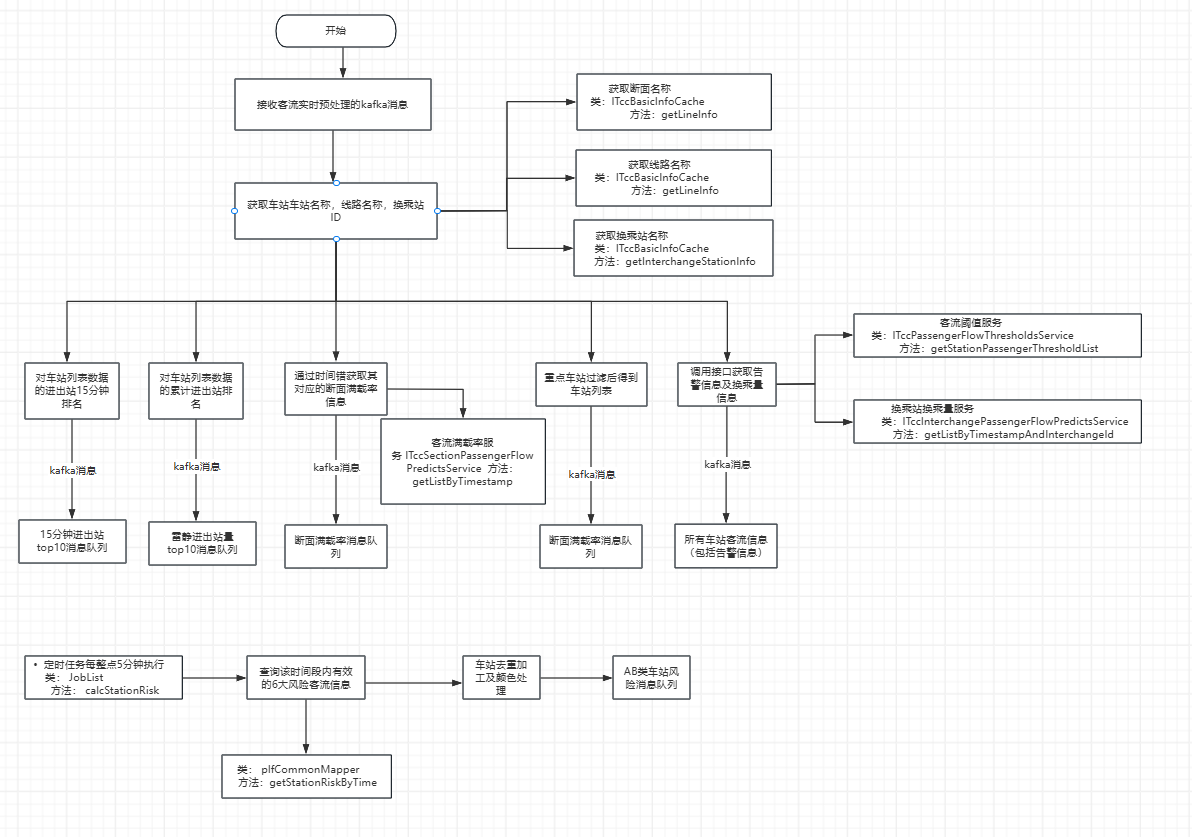 开始
接收客流实时预处理的kafka消息
获取断面名称
类：ITccBasicInfoCache
方法：getLineInfo
获取线路名称
类：ITccBasicInfoCache
方法：getLineInfo
获取车站车站名称，线路名称，换乘站
ID
获取换乘站名称
类：ITccBasicInfoCache
方法：getInterchangeStationInfo
客流阈值服务
类：ITccPassengerFlowThresholdsService
方法：getStationPassengerThresholdList
对车站列表数据
的进出站15分钟
排名
对车站列表数据
的累计进出站排
名
通过时间错获取其
对应的断面满载率
信息
重点车站过滤后得到
车站列表
调用接口获取告
警信息及换乘量
信息
换乘站换乘量服务
类：ITccInterchangePassengerFlowPredictsService
方法：getListByTimestampAndInterchangeId
客流满载率服
务 ITccSectionPassengerFlow
PredictsService 方法：
getListByTimestamp
kafka消息
kafka消息
kafka消息
kafka消息
kafka消息
15分钟进出站
top10消息队列
雷静进出站量
top10消息队列
断面满载率消息队
列
断面满载率消息队
列
所有车站客流信息
（包括告警信息）
• 定时任务每整点5分钟执行
类： JobList
方法： calcStationRisk
查询该时间段内有效
的6大风险客流信息
车站去重加
工及颜色处
理
AB类车站风
险消息队列
类： plfCommonMapper
方法：getStationRiskByTime